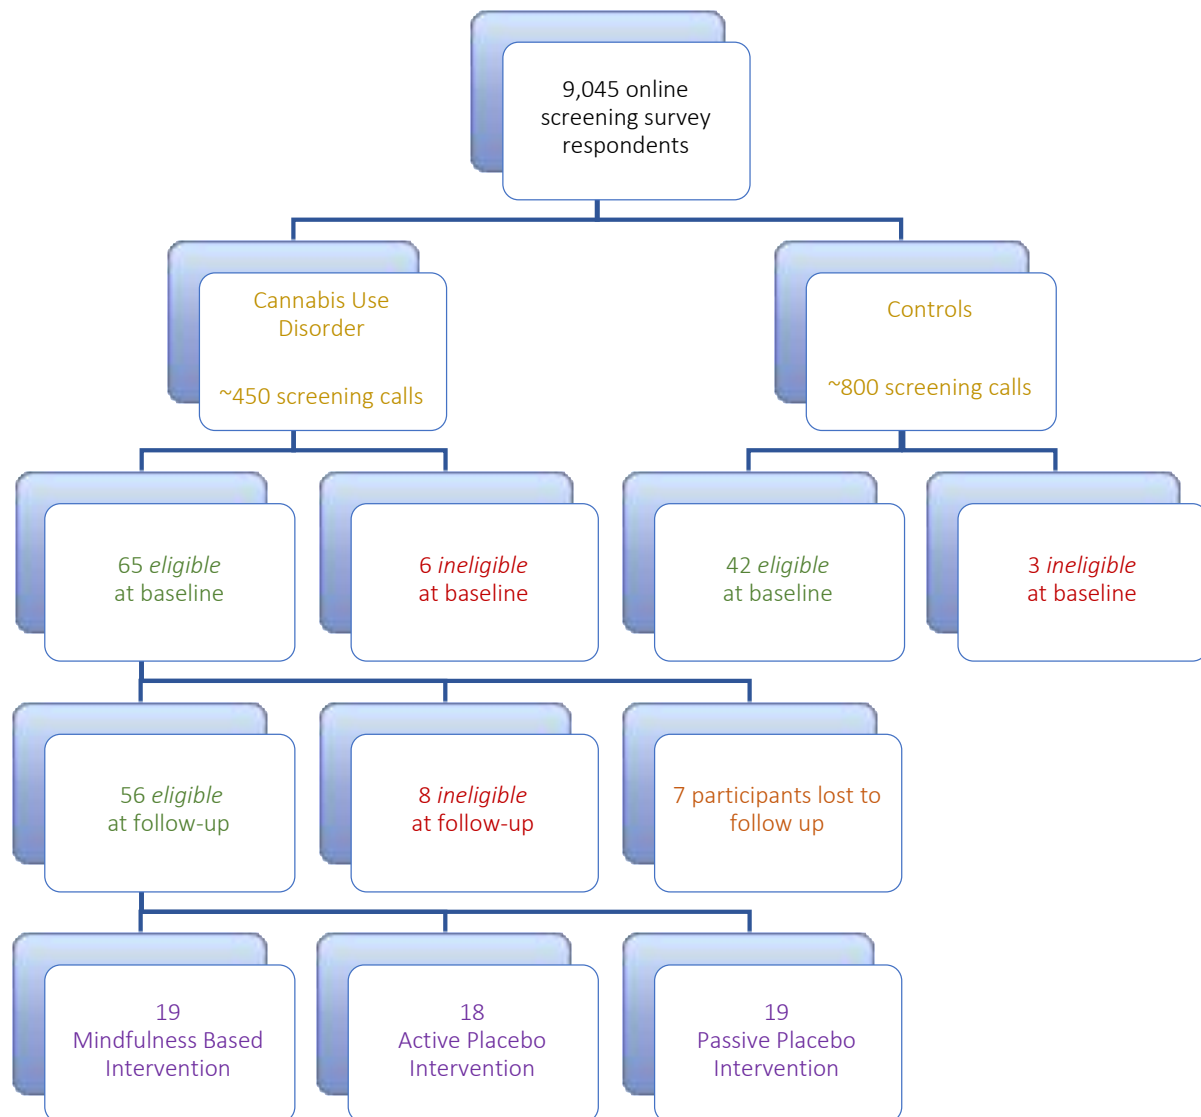 9,045 online
screening survey
respondents
Cannabis Use
Disorder
~450 screening calls
Controls
~800 screening calls
65 eligible
at baseline
6 ineligible
at baseline
42 eligible
at baseline
3 ineligible
at baseline
56 eligible
at follow-up
8 ineligible
at follow-up
7 participants lost to
follow up
19
Mindfulness Based
Intervention
18
Active Placebo
Intervention
19
Passive Placebo
Intervention